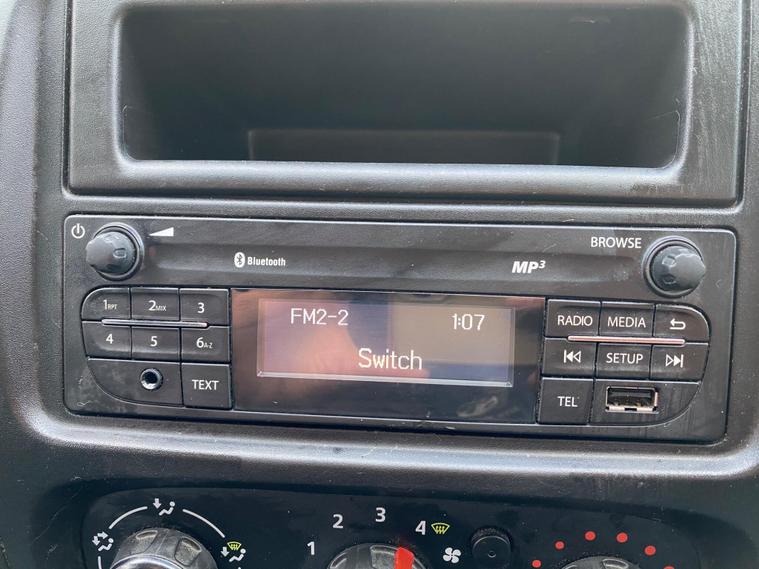 BROWSE
Bluetooth
MP3
1RPT 2MIX 3
FM2-2 1:07
RADIO MEDIA
4 5 6A-Z
Switch
SETUP
TEXT
TEL
1 2 3 4